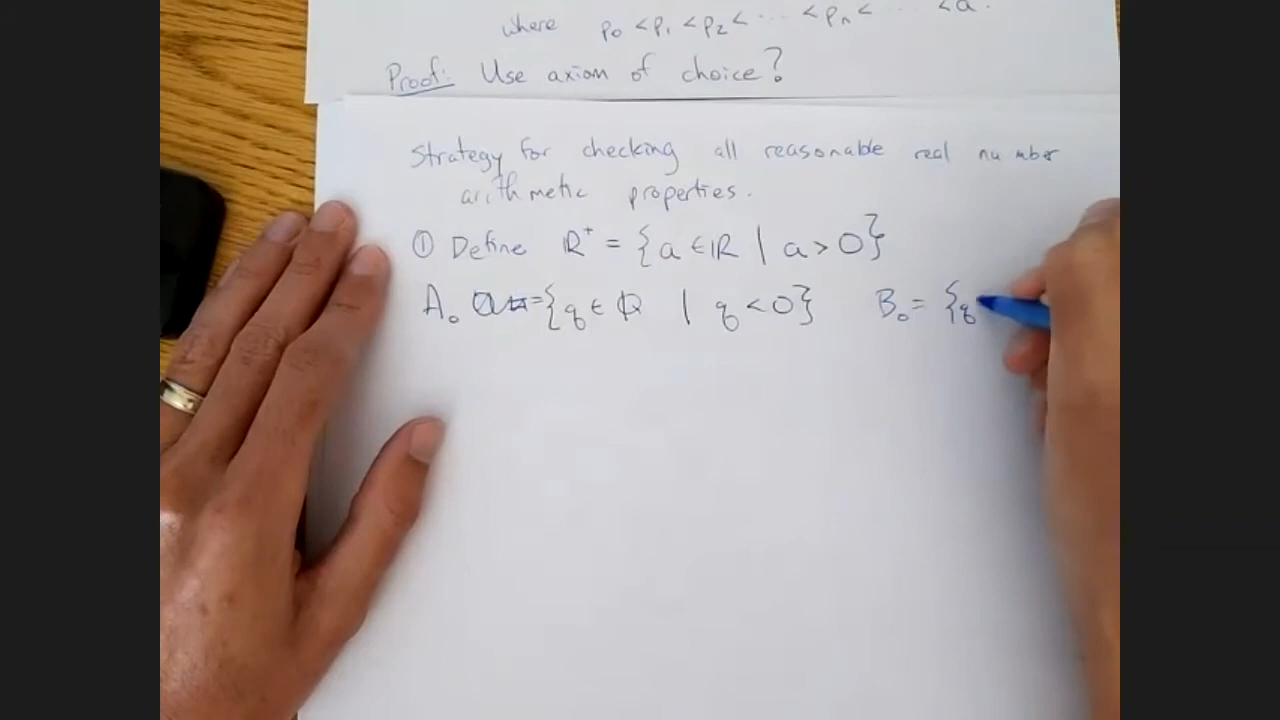 where p₀ < p₁ < p₂ < ... < pₙ < ... < a.
Proof: Use axiom of choice?
Strategy for checking all reasonable real number
arithmetic properties.
① Define ℝ⁺ = {a ∈ ℝ | a > 0}
A₀ = {q ∈ ℚ | q < 0} B₀ = {q